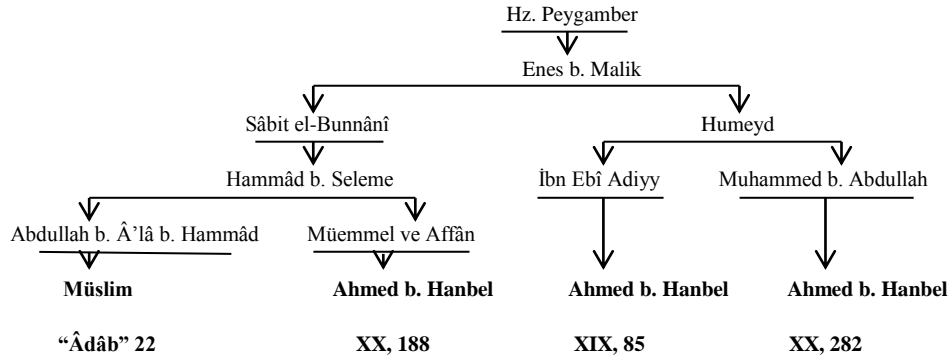 Hz. Peygamber
Enes b. Malik
Sâbit el-Bunnânî Humeyd
Hammâd b. Seleme İbn Ebî Adiyy Muhammed b. Abdullah
Abdullah b. Â’lâ b. Hammâd Müemmel ve Affân
Müslim Ahmed b. Hanbel Ahmed b. Hanbel Ahmed b. Hanbel
“Âdâb” 22 XX, 188 XIX, 85 XX, 282